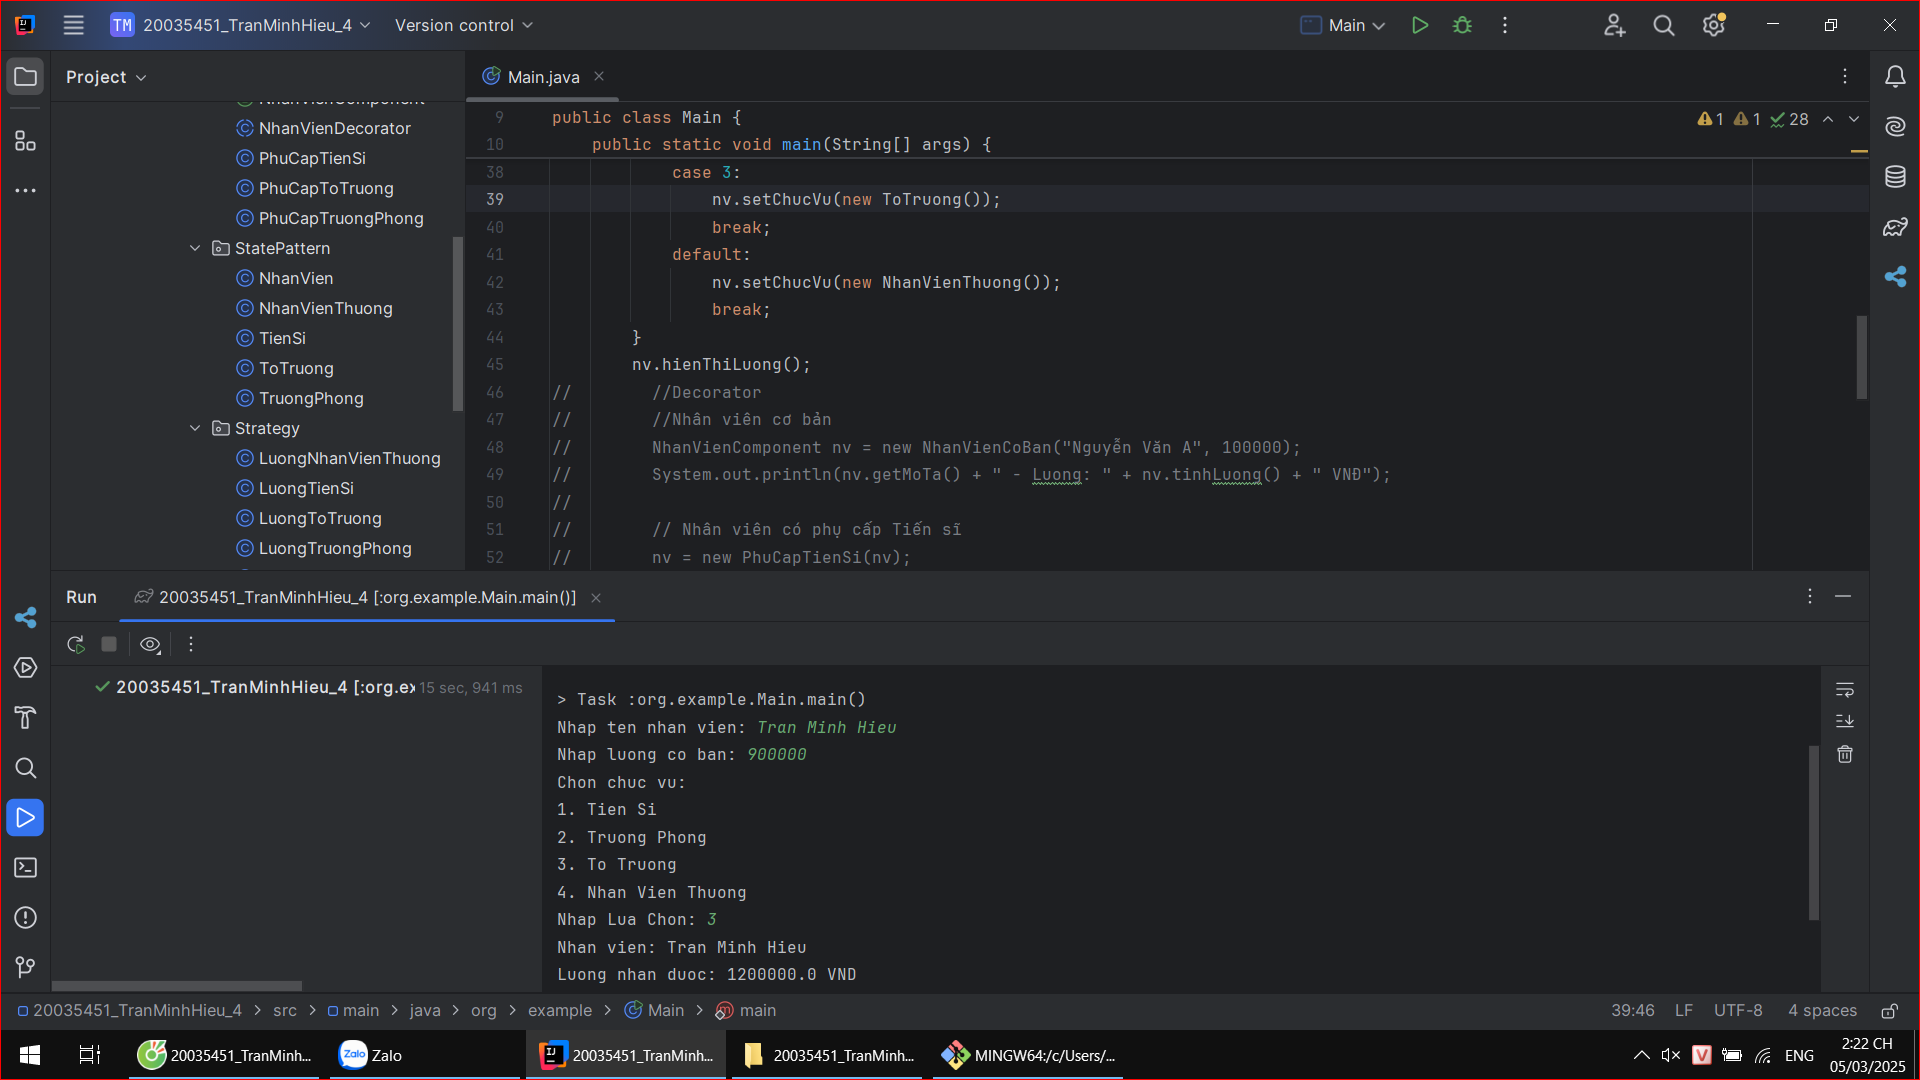 TM 20035451_TranMinhHieu_4 Version control Main
Project
Main.java
NhanVienComponent
NhanVienDecorator
PhuCapTienSi
PhuCapToTruong
PhuCapTruongPhong
StatePattern
NhanVien
NhanVienThuong
TienSi
ToTruong
TruongPhong
Strategy
LuongNhanVienThuong
LuongTienSi
LuongToTruong
LuongTruongPhong
1 1 28
9 public class Main {
10 public static void main(String[] args) {
38 case 3:
39 nv.setChucVu(new ToTruong());
40 break;
41 default:
42 nv.setChucVu(new NhanVienThuong());
43 break;
44 }
45 nv.hienThiLuong();
46 // //Decorator
47 // //Nhân viên cơ bản
48 // NhanVienComponent nv = new NhanVienCoBan("Nguyễn Văn A", 100000);
49 // System.out.println(nv.getMoTa() + " - Luong: " + nv.tinhLuong() + " VNĐ");
50 //
51 // // Nhân viên có phụ cấp Tiến sĩ
52 // nv = new PhuCapTienSi(nv);
Run 20035451_TranMinhHieu_4 [:org.example.Main.main()]
20035451_TranMinhHieu_4 [:org.ex 15 sec, 941 ms
> Task :org.example.Main.main()
Nhap ten nhan vien: Tran Minh Hieu
Nhap luong co ban: 900000
Chon chuc vu:
1. Tien Si
2. Truong Phong
3. To Truong
4. Nhan Vien Thuong
Nhap Lua Chon: 3
Nhan vien: Tran Minh Hieu
Luong nhan duoc: 1200000.0 VND
20035451_TranMinhHieu_4 > src > main > java > org > example > Main > main
39:46 LF UTF-8 4 spaces
20035451_TranMinh...
Zalo Zalo
20035451_TranMinh...
20035451_TranMinh...
MINGW64:/c/Users/...
V ENG
2:22 CH
05/03/2025